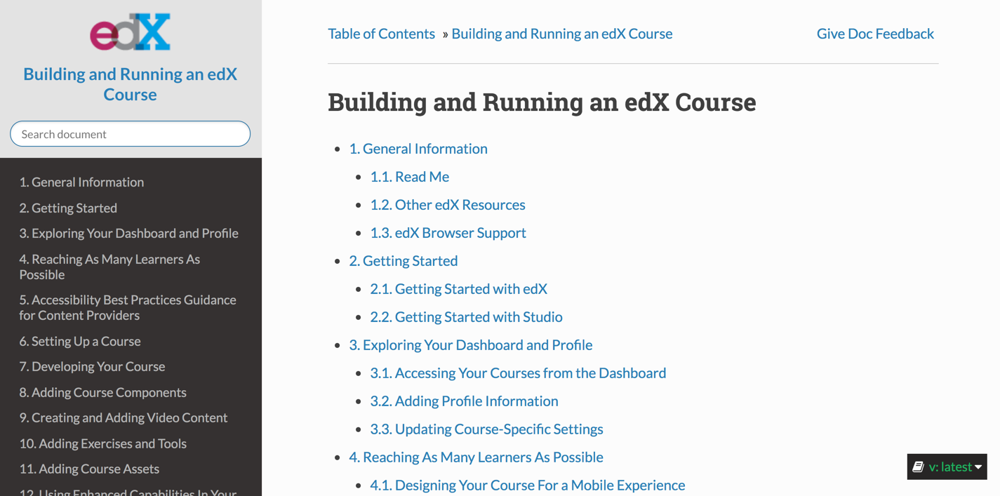 edX
Building and Running an edX
Course
Search document
1. General Information
2. Getting Started
3. Exploring Your Dashboard and Profile
4. Reaching As Many Learners As
Possible
5. Accessibility Best Practices Guidance
for Content Providers
6. Setting Up a Course
7. Developing Your Course
8. Adding Course Components
9. Creating and Adding Video Content
10. Adding Exercises and Tools
11. Adding Course Assets
12. Using Enhanced Capabilities In Your
Table of Contents » Building and Running an edX Course
Give Doc Feedback
Building and Running an edX Course
1. General Information
1.1. Read Me
1.2. Other edX Resources
1.3. edX Browser Support
2. Getting Started
2.1. Getting Started with edX
2.2. Getting Started with Studio
3. Exploring Your Dashboard and Profile
3.1. Accessing Your Courses from the Dashboard
3.2. Adding Profile Information
3.3. Updating Course-Specific Settings
4. Reaching As Many Learners As Possible
4.1. Designing Your Course For a Mobile Experience
v: latest